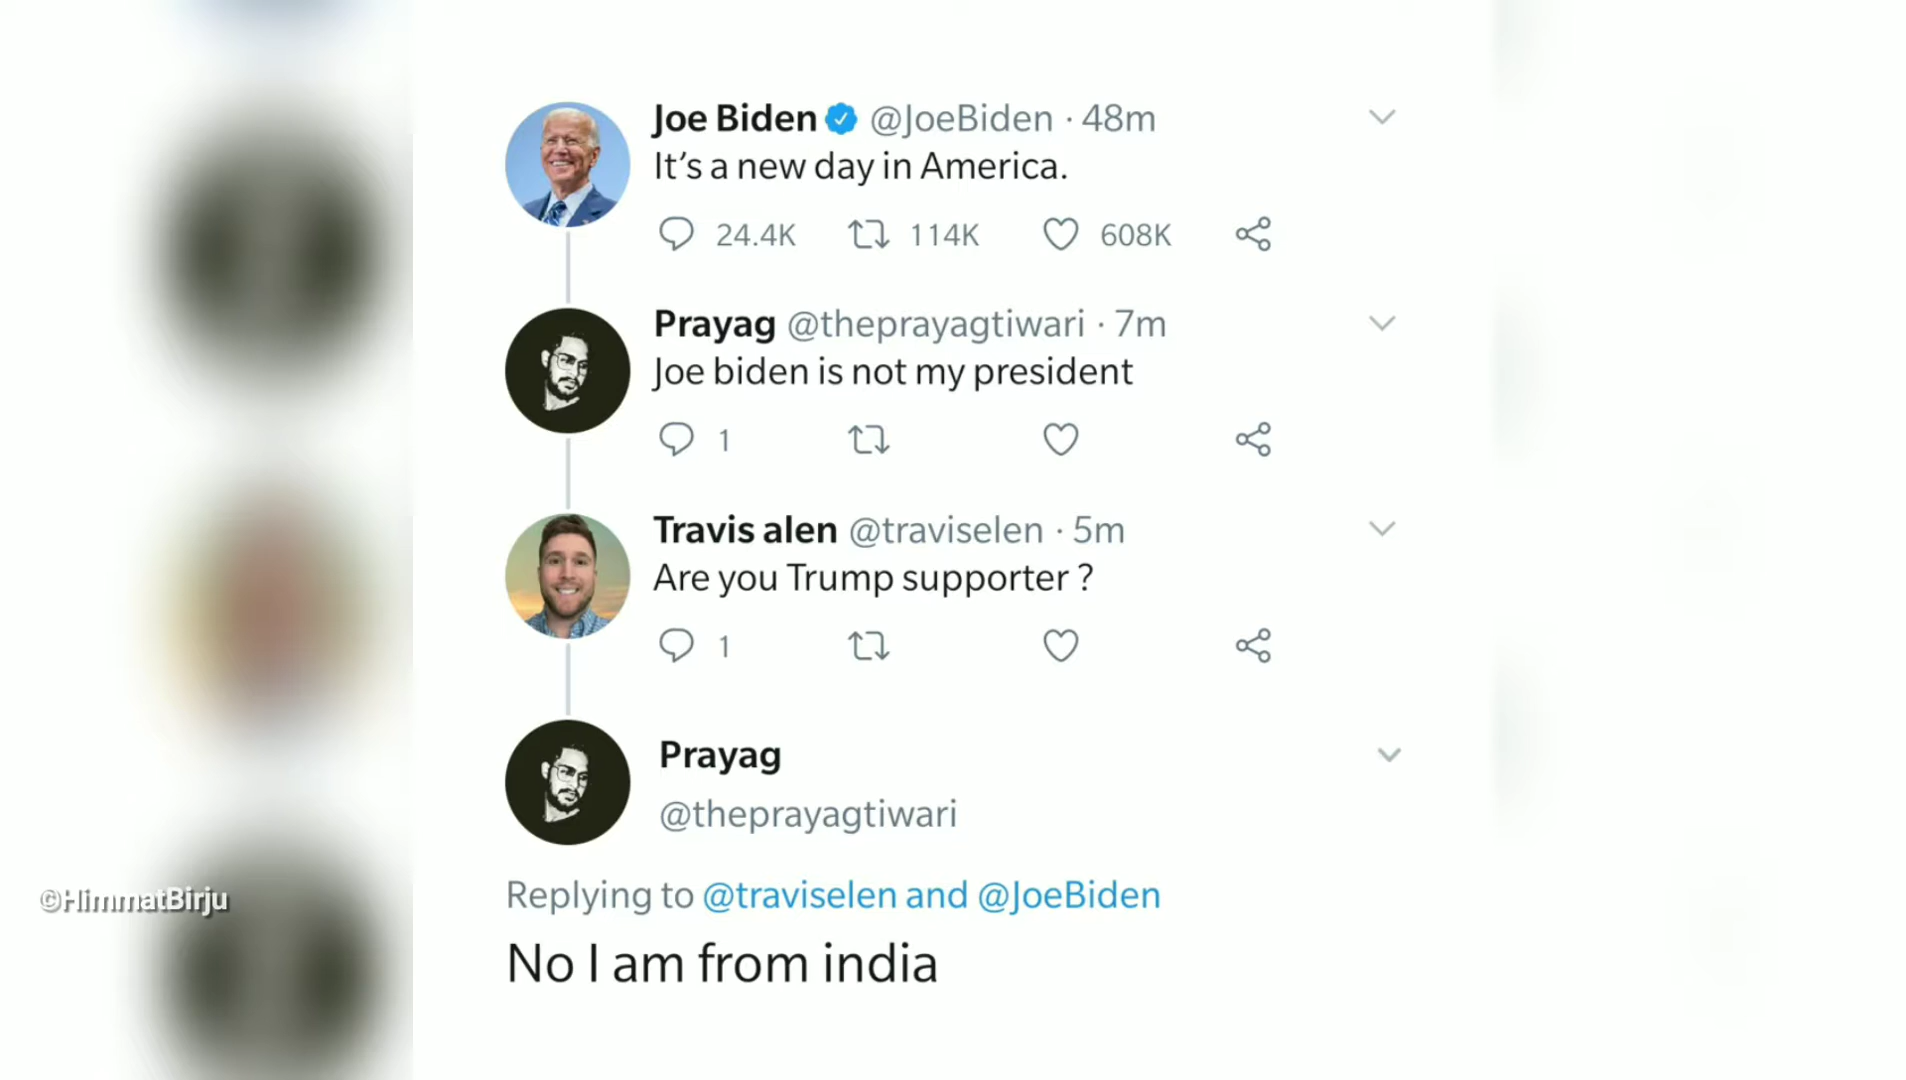 Joe Biden @JoeBiden · 48m
It’s a new day in America.
24.4K 114K 608K
Prayag @theprayagtiwari · 7m
Joe biden is not my president
1
Travis alen @traviselen · 5m
Are you Trump supporter ?
1
Prayag
@theprayagtiwari
Replying to @traviselen and @JoeBiden
©HimmatBirju
No I am from india